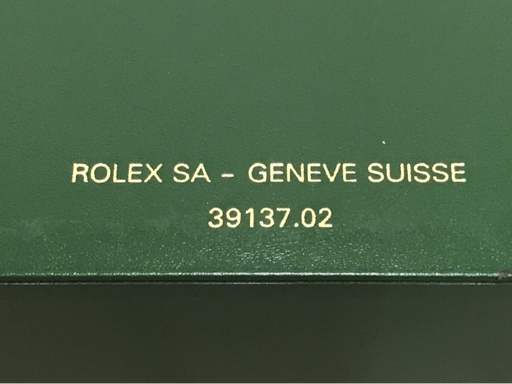 ROLEX SA - GENEVE SUISSE
39137.02